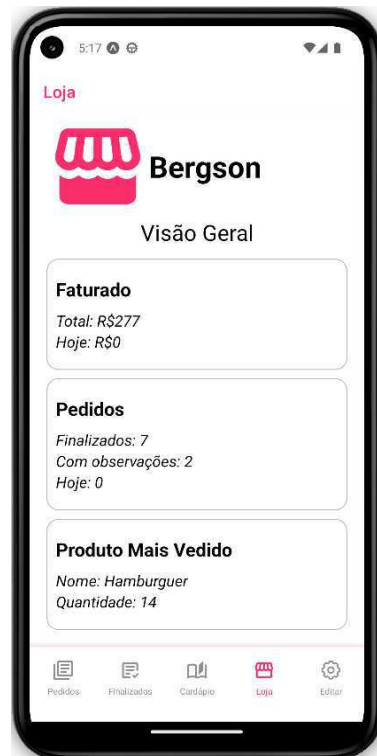 5:17
Loja
Bergson
Visão Geral
Faturado
Total: R$277
Hoje: R$0
Pedidos
Finalizados: 7
Com observações: 2
Hoje: 0
Produto Mais Vedido
Nome: Hamburguer
Quantidade: 14
Pedidos Finalizados Cardápio Loja Editar